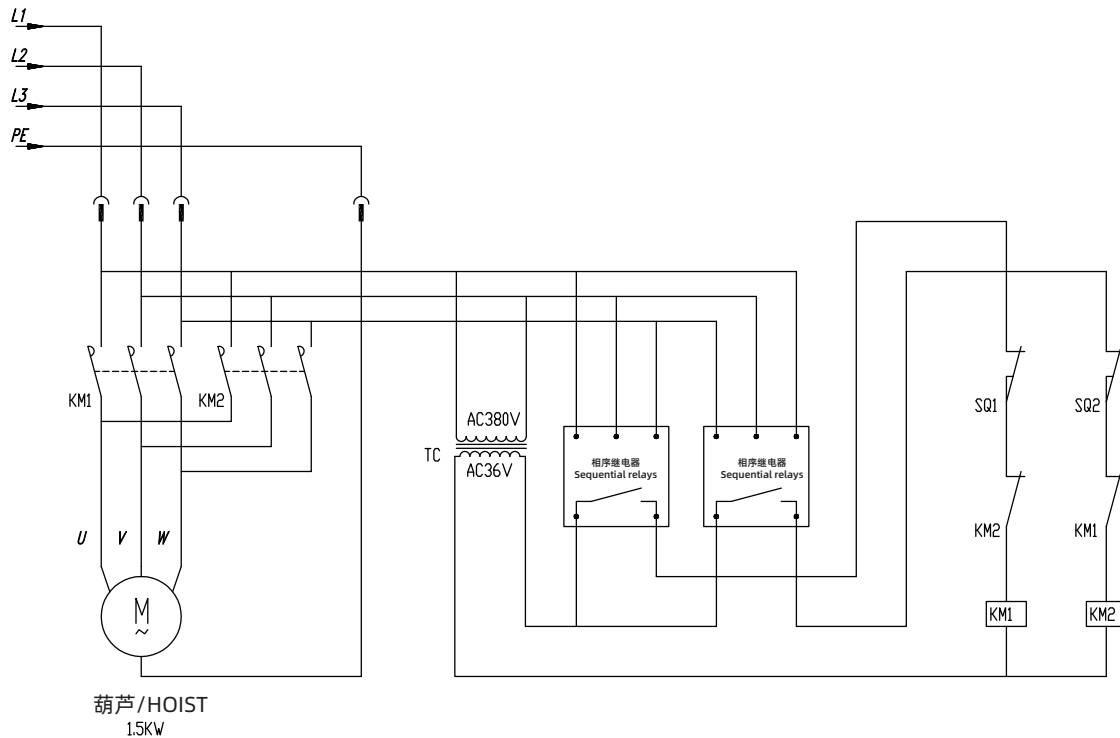 L1
L2
L3
PE
KM1
KM2
TC
AC380V
AC36V
相序继电器
Sequential relays
相序继电器
Sequential relays
SQ1
SQ2
KM2
KM1
KM1
KM2
U
V
W
M
~
葫芦/HOIST
1.5KW